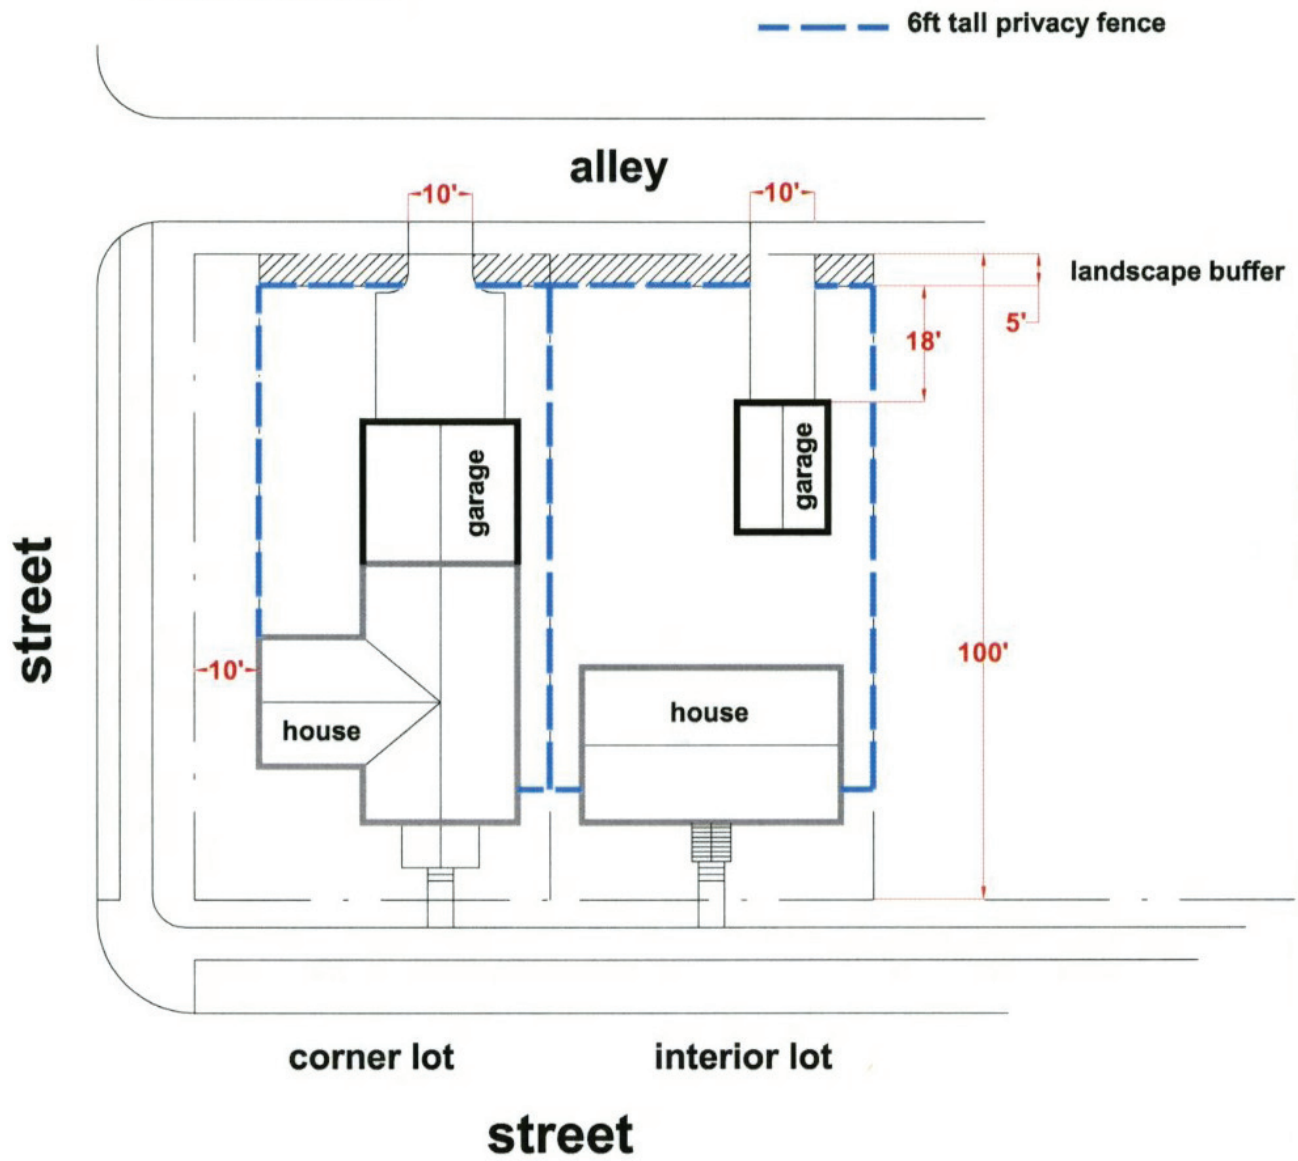 6ft tall privacy fence
alley
10'
10'
landscape buffer
5'
18'
garage
garage
street
100'
10'
house
house
corner lot
interior lot
street